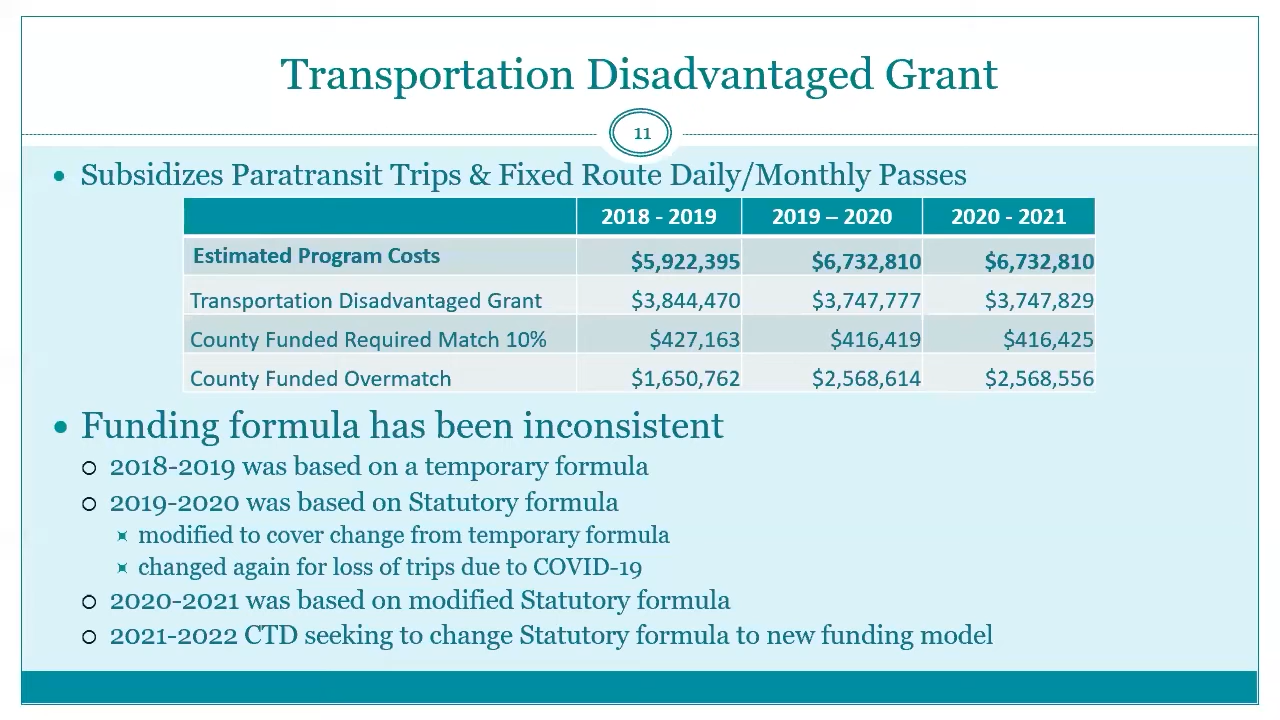 Transportation Disadvantaged Grant
11
• Subsidizes Paratransit Trips & Fixed Route Daily/Monthly Passes
2018 - 2019 2019 – 2020 2020 - 2021
Estimated Program Costs $5,922,395 $6,732,810 $6,732,810
Transportation Disadvantaged Grant $3,844,470 $3,747,777 $3,747,829
County Funded Required Match 10% $427,163 $416,419 $416,425
County Funded Overmatch $1,650,762 $2,568,614 $2,568,556
• Funding formula has been inconsistent
2018-2019 was based on a temporary formula
2019-2020 was based on Statutory formula
modified to cover change from temporary formula
changed again for loss of trips due to COVID-19
2020-2021 was based on modified Statutory formula
2021-2022 CTD seeking to change Statutory formula to new funding model